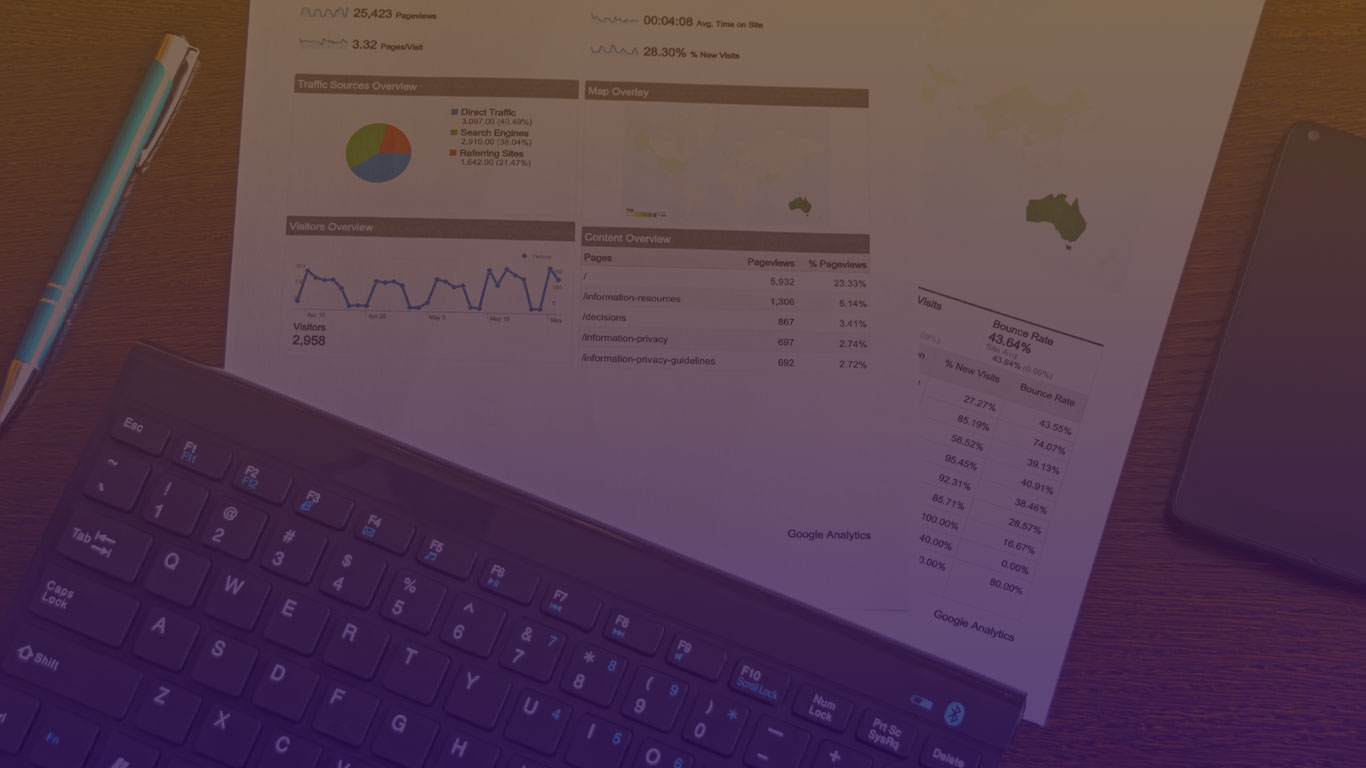 25,423 Pageviews
00:04:08 Avg. Time on Site
3.32 Pages/Visit
28.30% % New Visits
Traffic Sources Overview
Direct Traffic
3,097.00 (40.49%)
Search Engines
2,910.00 (38.04%)
Referring Sites
1,642.00 (21.47%)
Map Overlay
Visitors Overview
Visitors
Visitors
2,958
Content Overview
Pages Pageviews % Pageviews
/ 5,932 23.33%
/information-resources 1,306 5.14%
/decisions 867 3.41%
/information-privacy 697 2.74%
/information-privacy-guidelines 692 2.72%
Google Analytics
Visits
Bounce Rate
43.64%
Site Avg:
43.64% (0.00%)
% New Visits Bounce Rate
27.27% 43.55%
85.19% 74.07%
56.52% 39.13%
95.45% 40.91%
92.31% 38.46%
85.71% 28.57%
100.00% 16.67%
40.00% 0.00%
0.00% 80.00%
Google Analytics
Esc F1 F11 F2 F12 F3 F4 F5 F6 F7 F8 F9 F10 Scroll Lock Num Lock Prt Sc SysRq Delete
~ ` ! 1 @ 2 # 3 $ 4 % 5 ^ 6 & 7 7 * 8 8 ( 9 9 ) 0 * – +
Tab Q W E R T Y U 4 I 5 O 6
Caps Lock A S D F G H
Shift Z X C
Fn